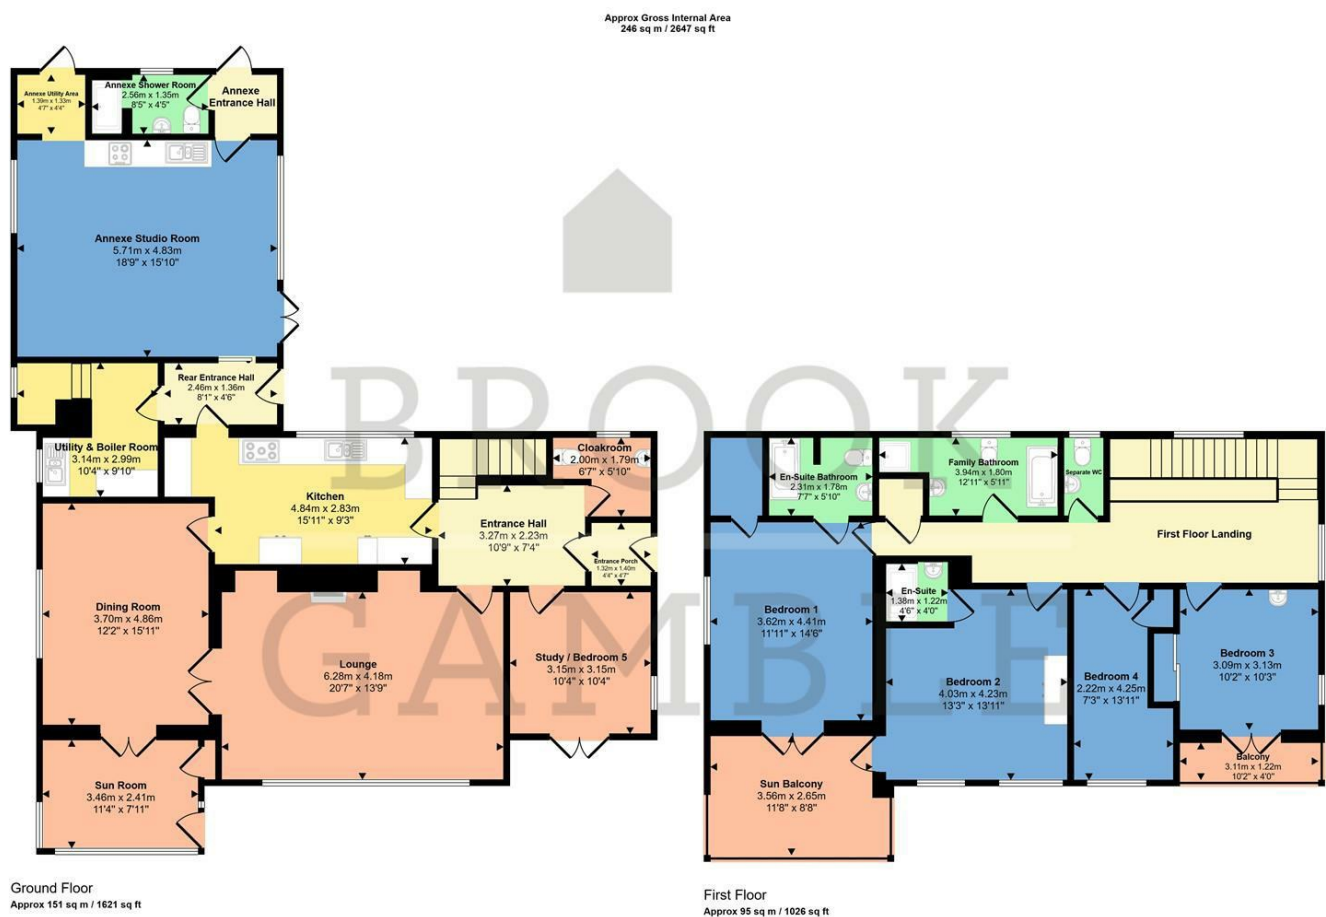 Approx Gross Internal Area
246 sq m / 2647 sq ft
Annexe Utility Area
1.39m x 1.33m
4'7" x 4'4"
Annexe Shower Room
2.56m x 1.35m
8'5" x 4'5"
Annexe
Entrance Hall
Annexe Studio Room
5.71m x 4.83m
18'9" x 15'10"
Rear Entrance Hall
2.46m x 1.36m
8'1" x 4'6"
Utility & Boiler Room
3.14m x 2.99m
10'4" x 9'10"
Kitchen
4.84m x 2.83m
15'11" x 9'3"
Cloakroom
2.00m x 1.79m
6'7" x 5'10"
Entrance Hall
3.27m x 2.23m
10'9" x 7'4"
Entrance Porch
1.32m x 1.40m
4'4" x 4'7"
Dining Room
3.70m x 4.86m
12'2" x 15'11"
Lounge
6.28m x 4.18m
20'7" x 13'9"
Study / Bedroom 5
3.15m x 3.15m
10'4" x 10'4"
Sun Room
3.46m x 2.41m
11'4" x 7'11"
Ground Floor
Approx 151 sq m / 1621 sq ft
BROOK
GAMBLE
En-Suite Bathroom
2.31m x 1.78m
7'7" x 5'10"
Family Bathroom
3.94m x 1.80m
12'11" x 5'11"
Separate WC
First Floor Landing
En-Suite
1.38m x 1.22m
4'6" x 4'0"
Bedroom 1
3.62m x 4.41m
11'11" x 14'6"
Bedroom 2
4.03m x 4.23m
13'3" x 13'11"
Bedroom 4
2.22m x 4.25m
7'3" x 13'11"
Bedroom 3
3.09m x 3.13m
10'2" x 10'3"
Sun Balcony
3.56m x 2.65m
11'8" x 8'8"
Balcony
3.11m x 1.22m
10'2" x 4'0"
First Floor
Approx 95 sq m / 1026 sq ft